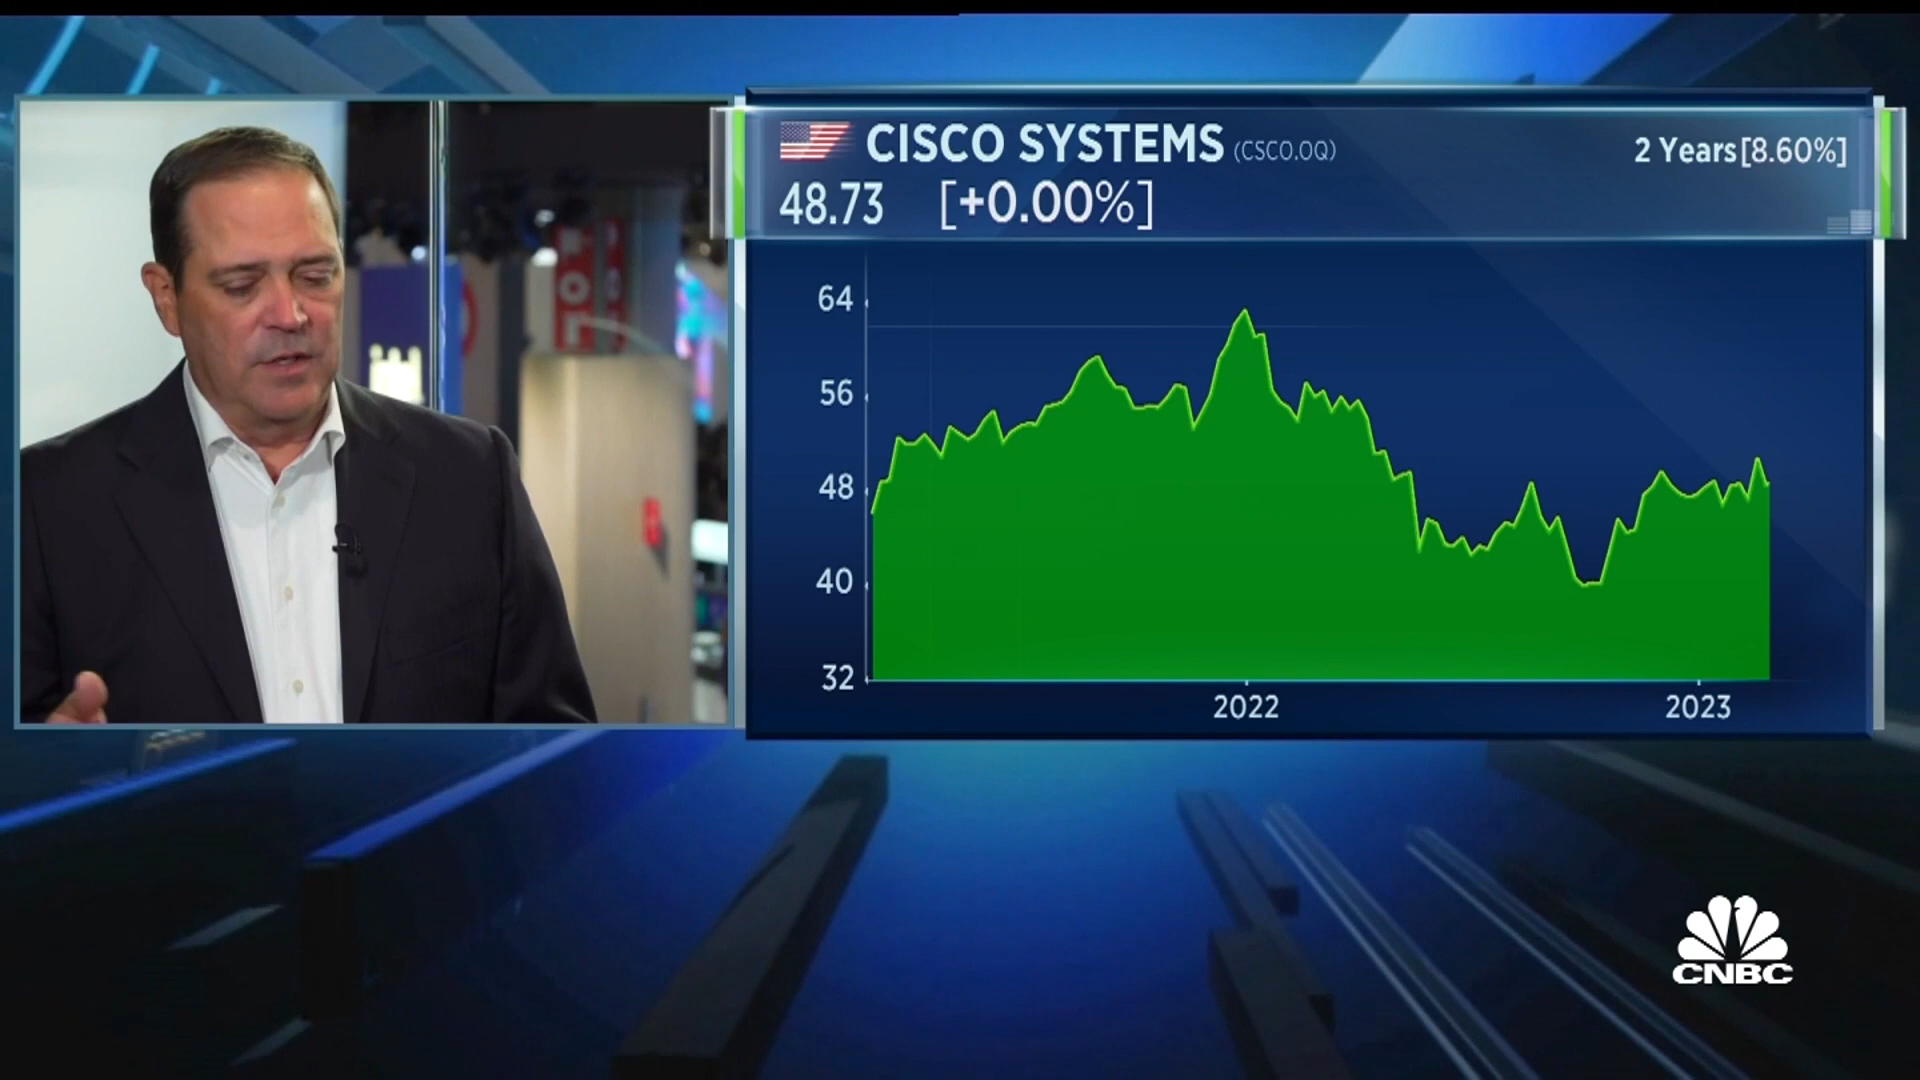 CISCO SYSTEMS (CSCO.OQ)
2 Years[8.60%]
48.73 [+0.00%]
64
56
48
40
32
2022
2023
CNBC